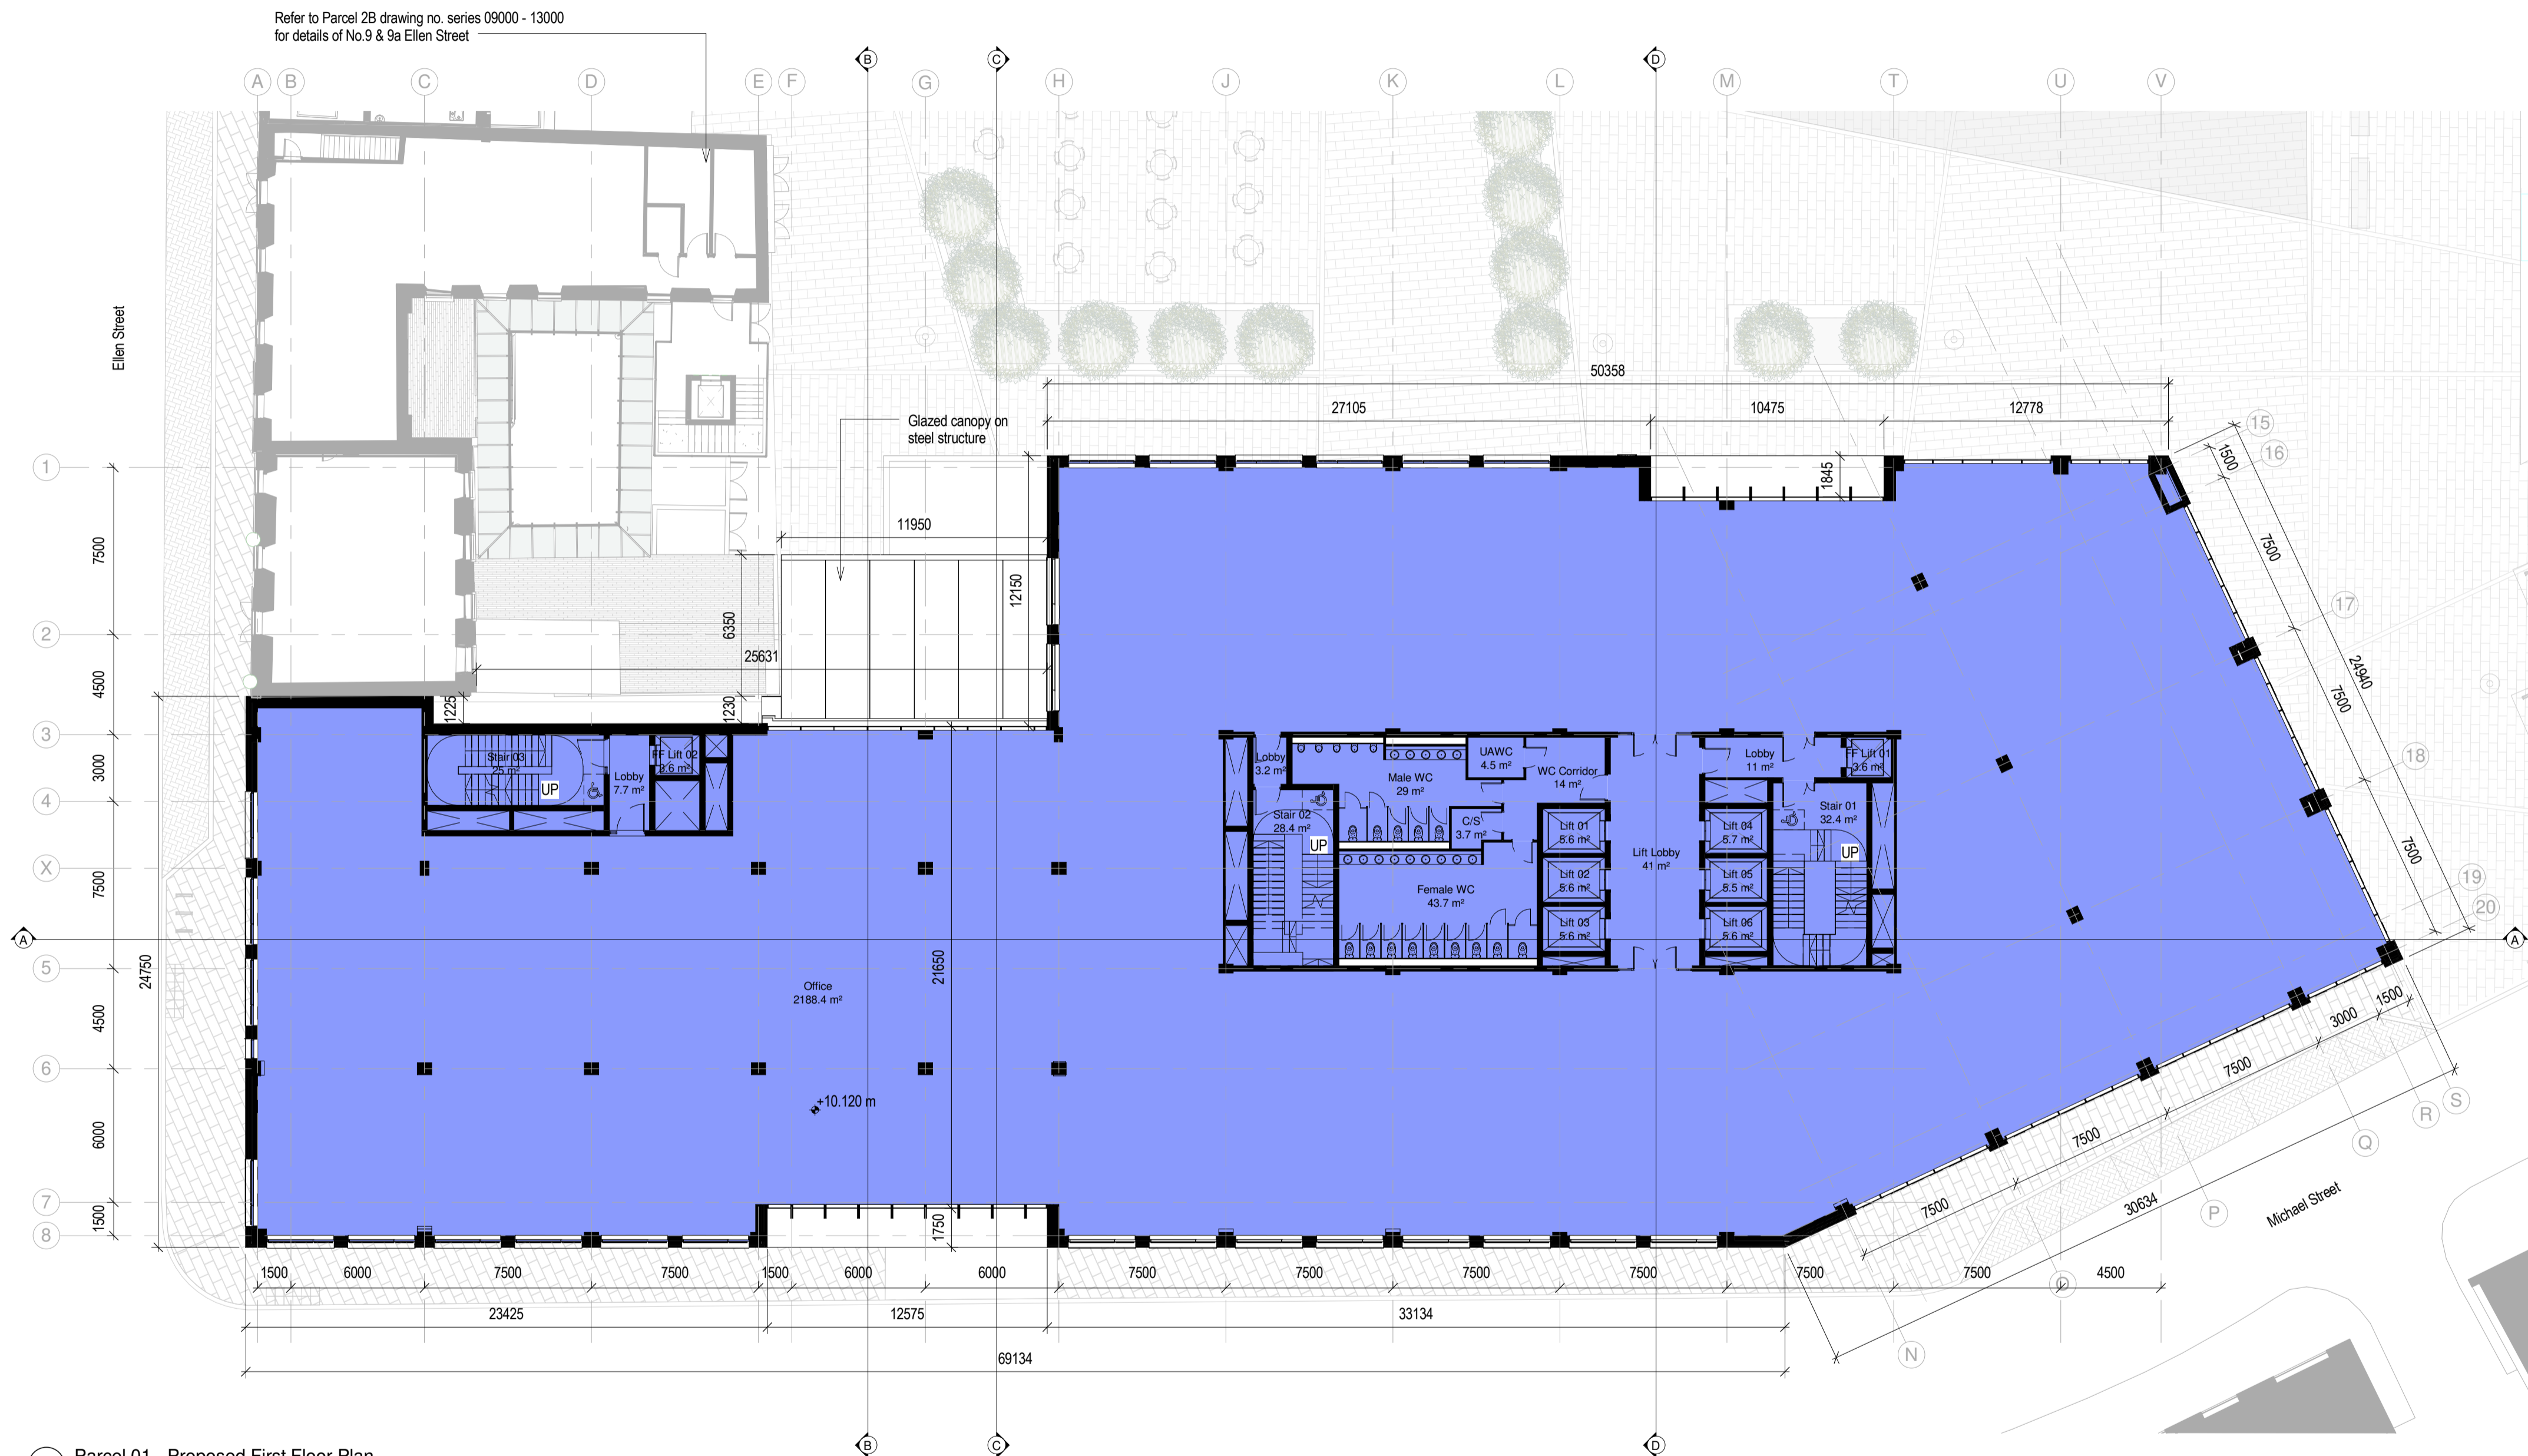 Refer to Parcel 2B drawing no. series 09000 - 13000
for details of No.9 & 9a Ellen Street
B
C
D
A
B
C
D
E
F
G
H
J
K
L
M
T
U
V
Ellen Street
50358
27105
10475
12778
Glazed canopy on
steel structure
15
16
1500
1
1845
11950
7500
7500
12150
2
6350
17
25631
24940
4500
1225
1230
7500
3
18
3000
Stair 03
25 m²
UP
Lobby
7.7 m²
FF Lift 02
3.6 m²
Lobby
3.2 m²
Male WC
29 m²
UAWC
4.5 m²
WC Corridor
14 m²
Lobby
11 m²
FF Lift 01
3.6 m²
4
Stair 02
28.4 m²
UP
C/S
3.7 m²
Lift 01
5.6 m²
Lift 04
5.7 m²
Stair 01
32.4 m²
UP
7500
Lift Lobby
41 m²
X
7500
Lift 02
5.6 m²
Lift 05
5.5 m²
Female WC
43.7 m²
19
20
Lift 03
5.6 m²
Lift 06
5.6 m²
A
A
5
24750
21650
Office
2188.4 m²
1500
3000
4500
6
7500
+10.120 m
S
R
Q
6000
7500
7
1500
8
1750
7500
30634
P
Michael Street
1500
6000
7500
7500
1500
6000
6000
7500
7500
7500
7500
7500
7500
4500
O
23425
12575
33134
N
69134
B
C
D
Parcel 01 - Proposed First Floor Plan